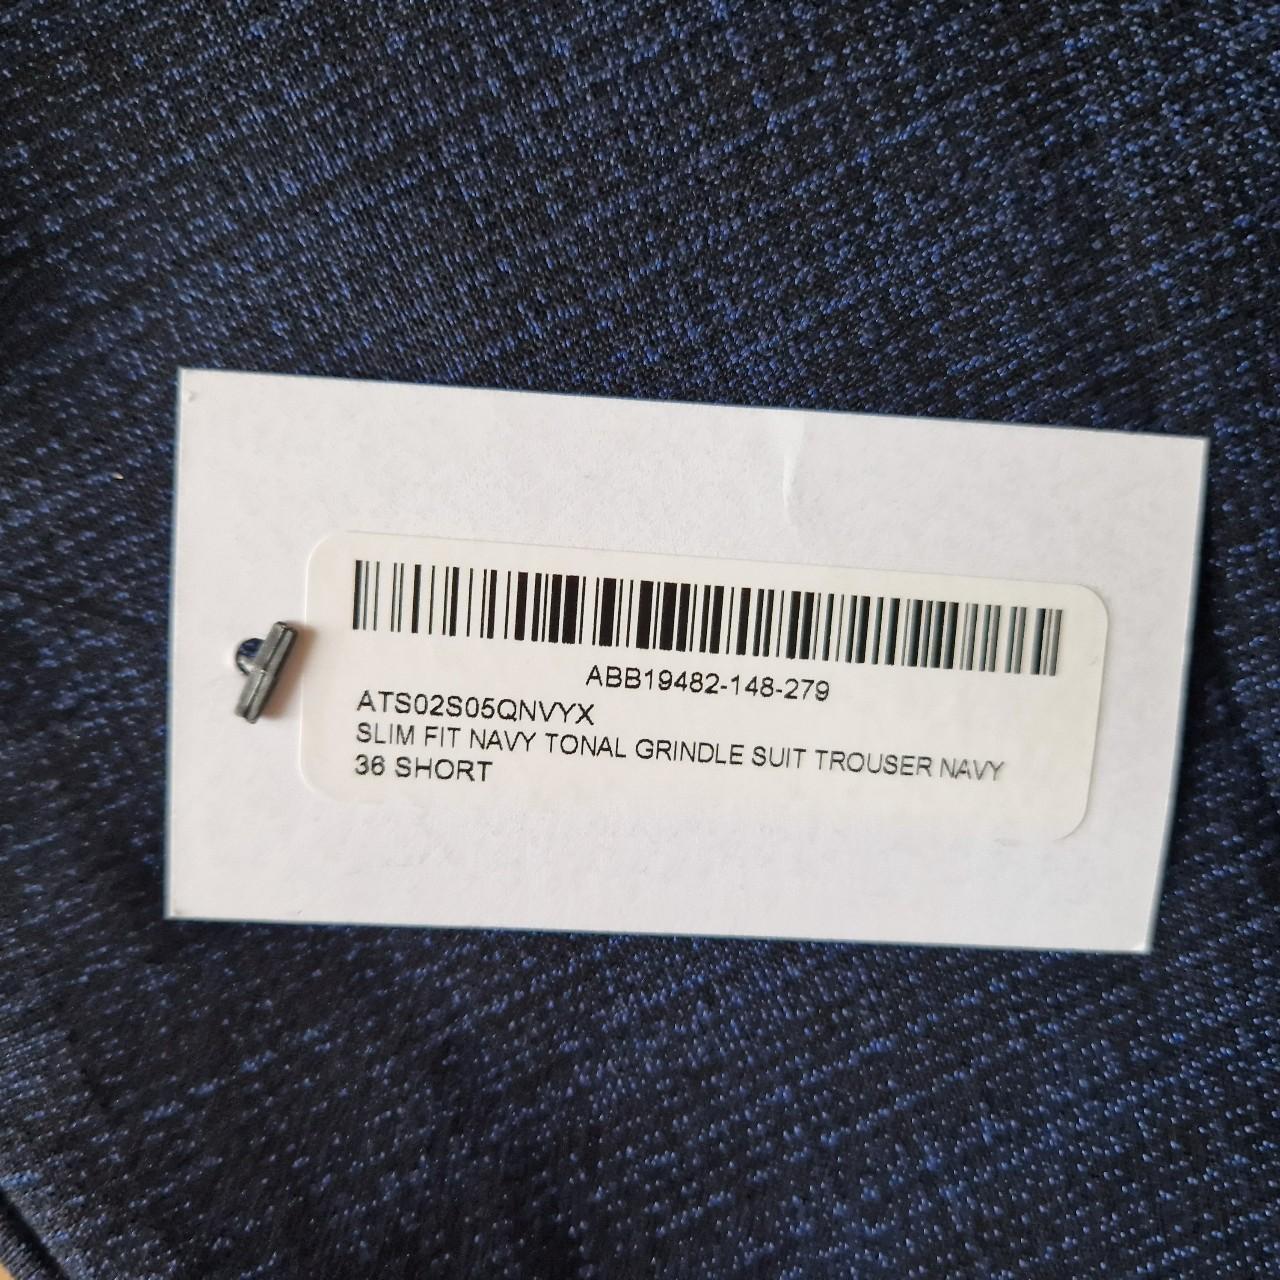 ABB19482-148-279
ATS02S05QNVYX
SLIM FIT NAVY TONAL GRINDLE SUIT TROUSER NAVY
36 SHORT